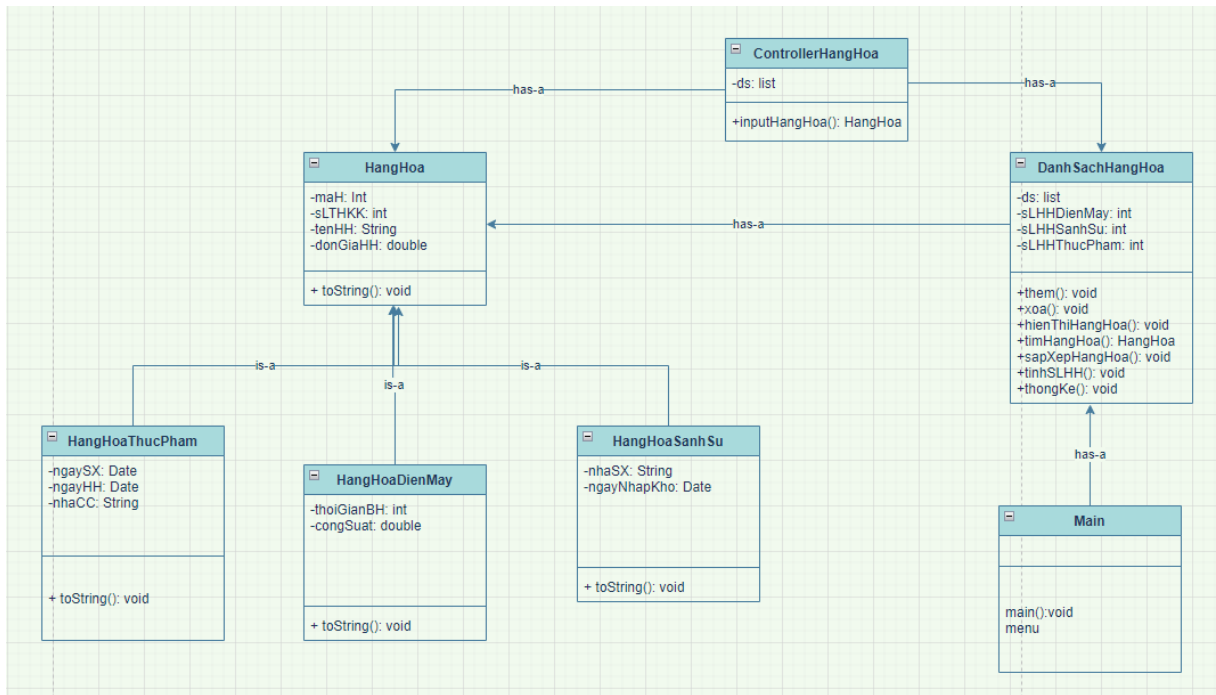 ControllerHangHoa
-ds: list
+inputHangHoa(): HangHoa
has-a
has-a
HangHoa
-maH: Int
-sLTHKK: int
-tenHH: String
-donGiaHH: double
+ toString(): void
DanhSachHangHoa
-ds: list
-sLHHDienMay: int
-sLHHSanhSu: int
-sLHHThucPham: int
+them(): void
+xoa(): void
+hienThiHangHoa(): void
+timHangHoa(): HangHoa
+sapXepHangHoa(): void
+tinhSLHH(): void
+thongKe(): void
has-a
is-a
is-a
is-a
HangHoaThucPham
-ngaySX: Date
-ngayHH: Date
-nhaCC: String
+ toString(): void
HangHoaDienMay
-thoiGianBH: int
-congSuat: double
+ toString(): void
HangHoaSanhSu
-nhaSX: String
-ngayNhapKho: Date
+ toString(): void
has-a
Main
main():void
menu